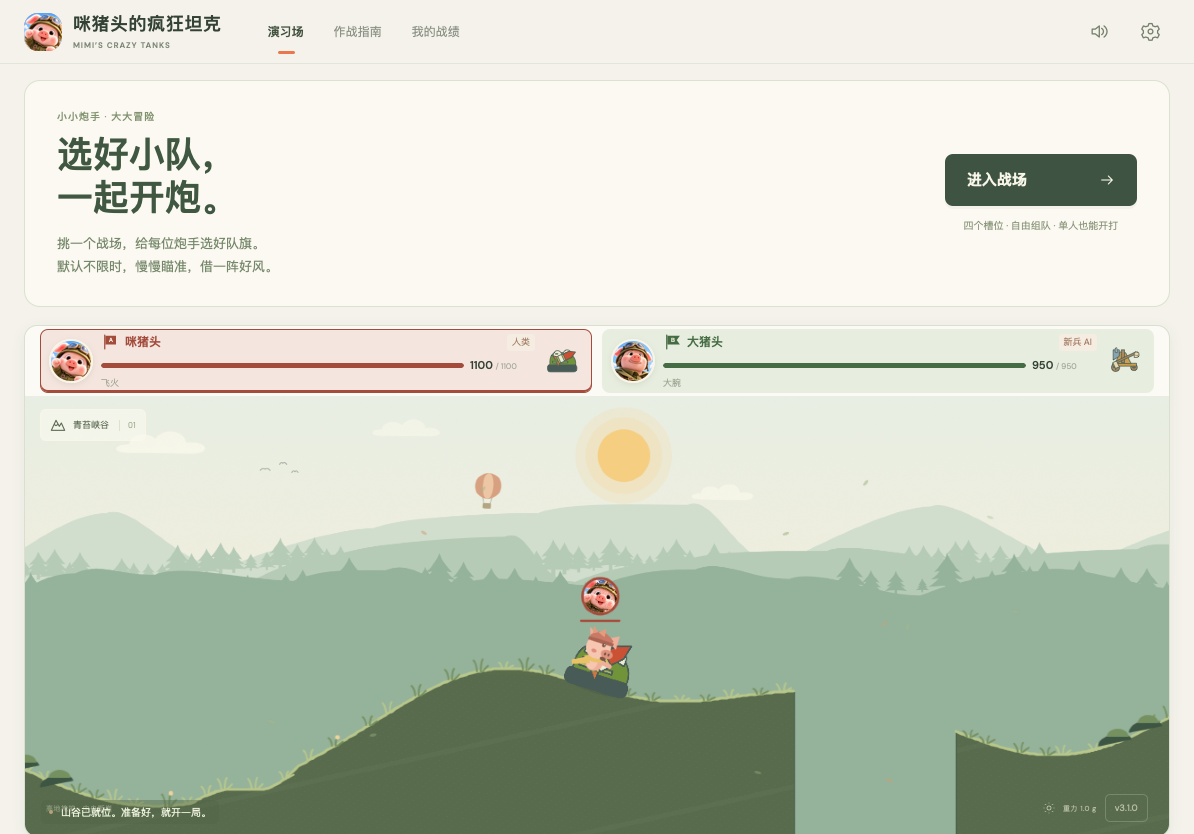 咪猪头的疯狂坦克
MIMI'S CRAZY TANKS
演习场
作战指南
我的战绩
小小炮手 · 大大冒险
选好小队，
一起开炮。
挑一个战场，给每位炮手选好队旗。
默认不限时，慢慢瞄准，借一阵好风。
进入战场
四个槽位 · 自由组队 · 单人也能开打
咪猪头
人类
1100 / 1100
飞火
大猪头
新兵 AI
950 / 950
大腕
青苔峡谷 01
山谷已就位。准备好，就开一局。
重力 1.0 g
v3.1.0